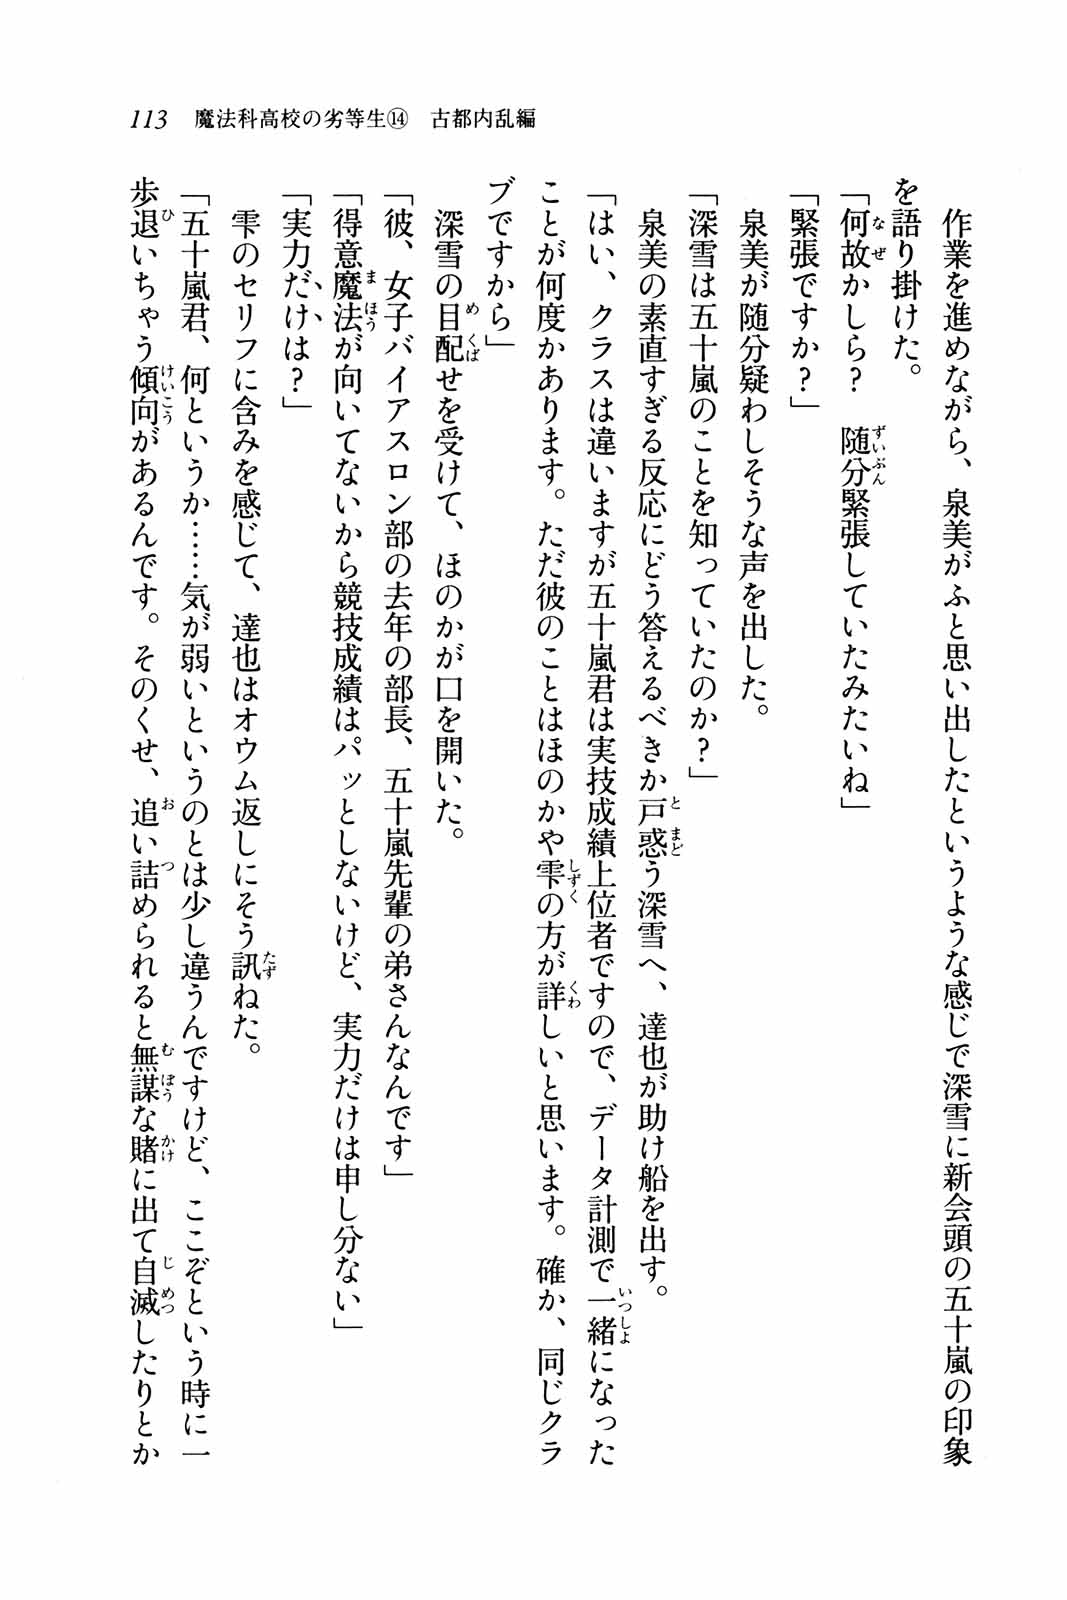 113　魔法科高校の劣等生⑭　古都内乱編
　作業を進めながら、泉美がふと思い出したというような感じで深雪に新会頭の五十嵐の印象
を語り掛けた。
「何故かしら？　随分緊張していたみたいね」
「緊張ですか？」
　泉美が随分疑わしそうな声を出した。
「深雪は五十嵐のことを知っていたのか？」
　泉美の素直すぎる反応にどう答えるべきか戸惑う深雪へ、達也が助け船を出す。
「はい、クラスは違いますが五十嵐君は実技成績上位者ですので、データ計測で一緒になった
ことが何度かあります。ただ彼のことはほのかや雫の方が詳しいと思います。確か、同じクラ
ブですから」
　深雪の目配せを受けて、ほのかが口を開いた。
「彼、女子バイアスロン部の去年の部長、五十嵐先輩の弟さんなんです」
「得意魔法が向いてないから競技成績はパッとしないけど、実力だけは申し分ない」
「実力だけは？」
　雫のセリフに含みを感じて、達也はオウム返しにそう訊ねた。
「五十嵐君、何というか……気が弱いというのとは少し違うんですけど、ここぞという時に一
歩退いちゃう傾向があるんです。そのくせ、追い詰められると無謀な賭に出て自滅したりとか